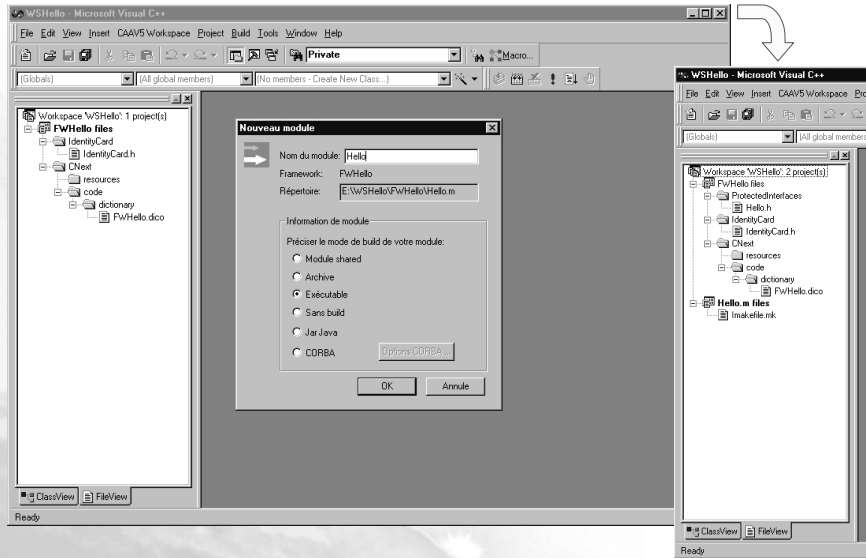 WSHello - Microsoft Visual C++
File Edit View Insert CAAV5 Workspace Project Build Tools Window Help
Private
Macro...
(Globals)
(All global members)
(No members - Create New Class...)
Workspace 'WSHello': 1 project(s)
FWHello files
IdentityCard
IdentityCard.h
CNext
resources
code
dictionary
FWHello.dico
ClassView
FileView
Ready
Nouveau module
Nom du module: Hello
Framework: FWHello
Répertoire: E:\WSHello\FWHello\Hello.m
Information de module
Préciser le mode de build de votre module:
Module shared
Archive
Exécutable
Sans build
Jar Java
CORBA
Options CORBA...
OK
Annule
WSHello - Microsoft Visual C++
File Edit View Insert CAAV5 Workspace Pro
(Globals)
(All global members
Workspace 'WSHello': 2 project(s)
FWHello files
ProtectedInterfaces
Hello.h
IdentityCard
IdentityCard.h
CNext
resources
code
dictionary
FWHello.dico
Hello.m files
Imakefile.mk
ClassView
FileView
Ready